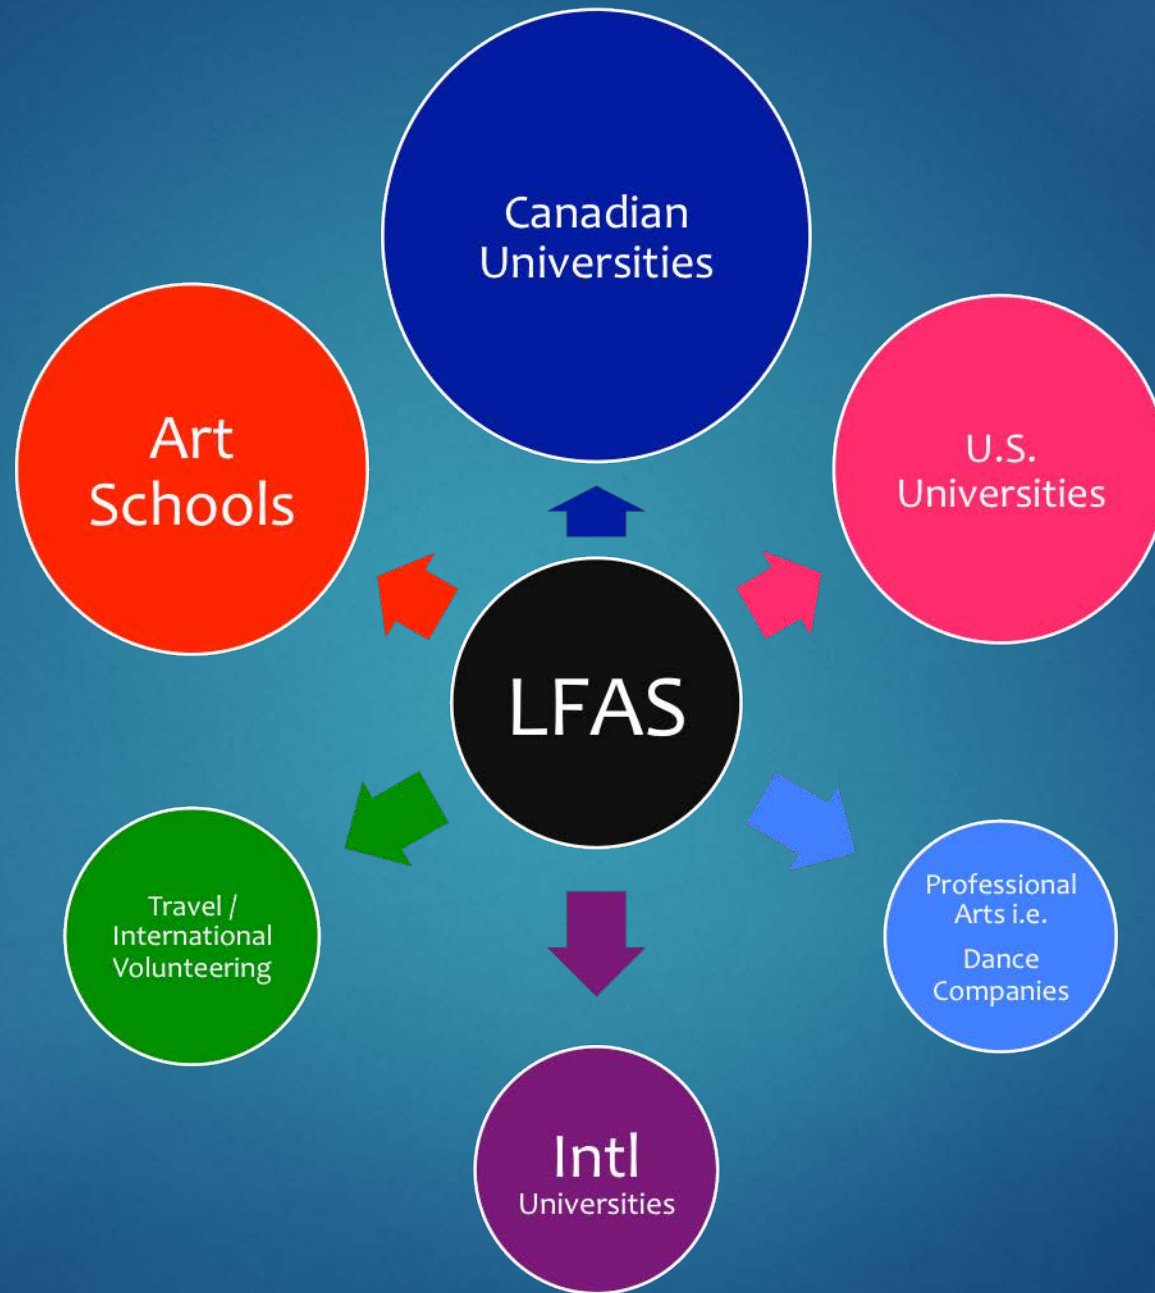 Canadian
Universities
Art
Schools
U.S.
Universities
LFAS
Travel /
International
Volunteering
Professional
Arts i.e.
Dance
Companies
Intl
Universities